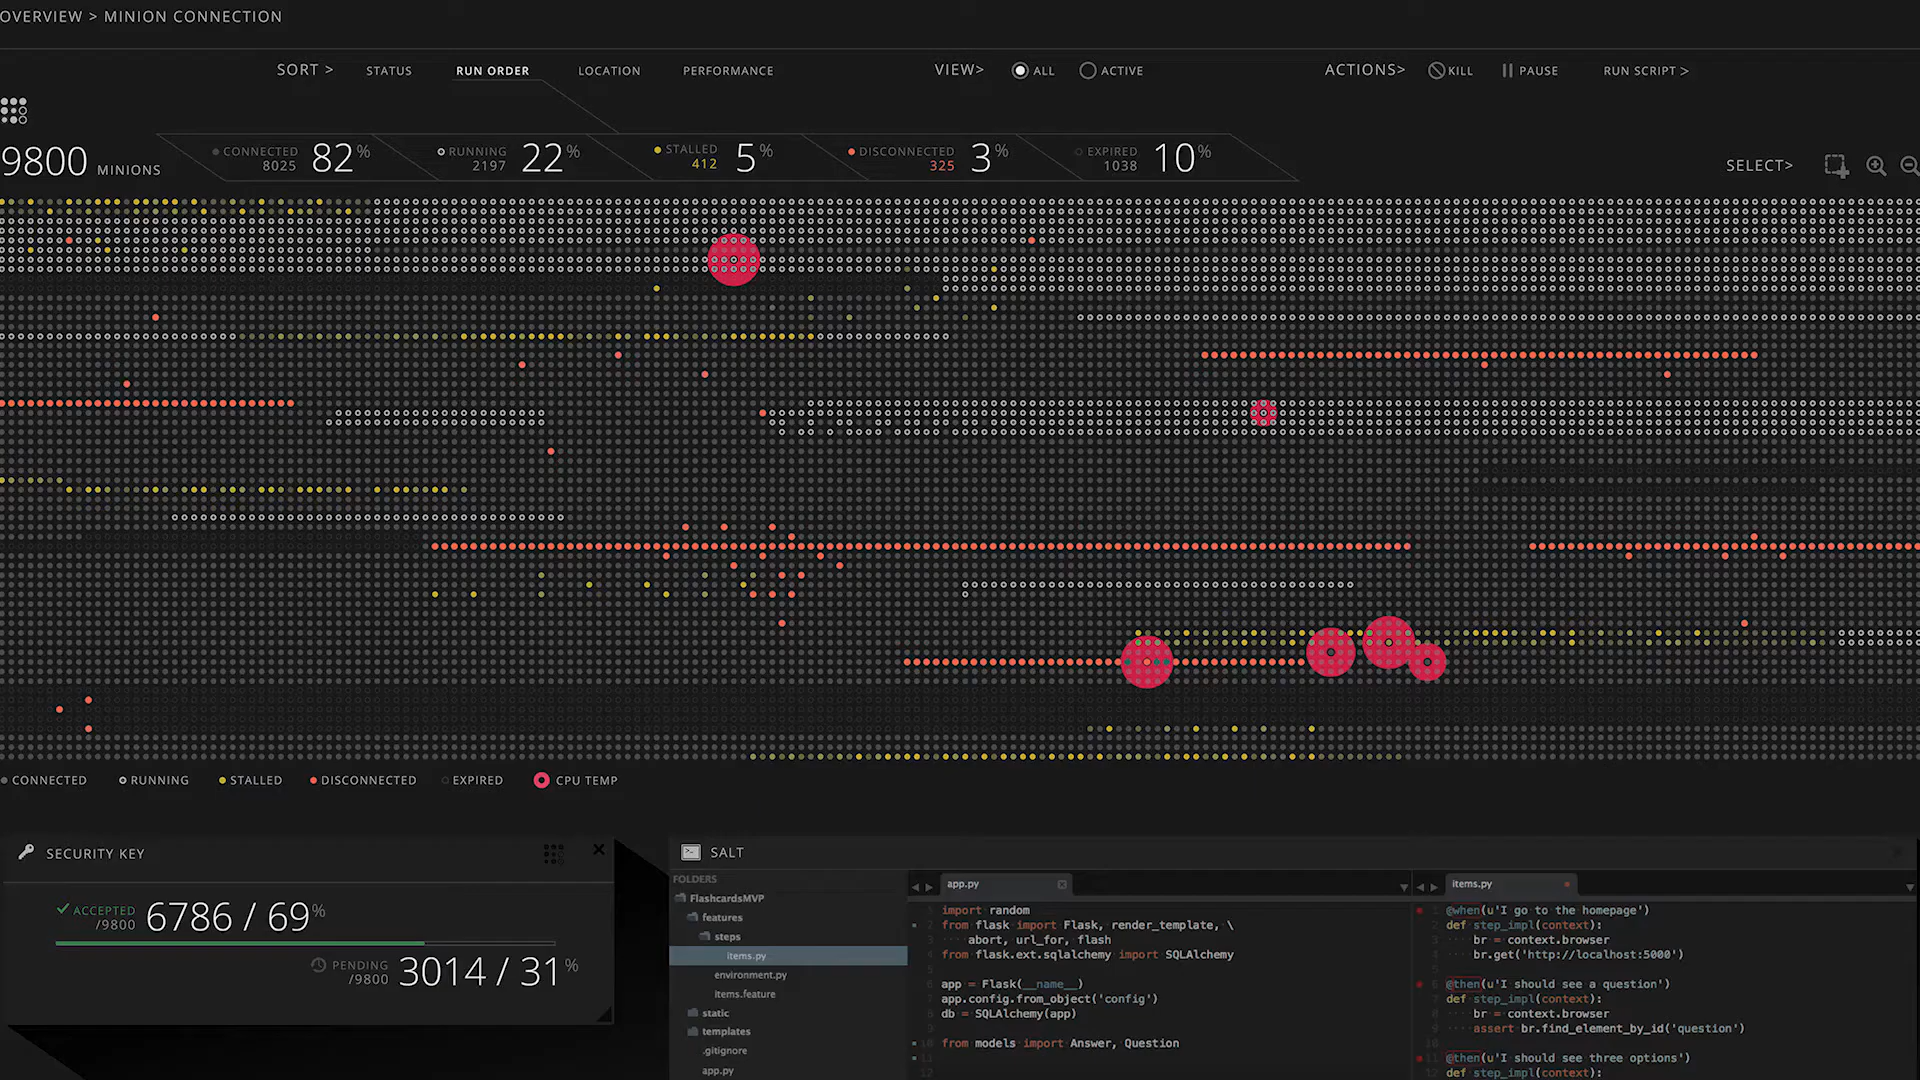 OVERVIEW > MINION CONNECTION
SORT > STATUS RUN ORDER LOCATION PERFORMANCE VIEW> ALL ACTIVE ACTIONS> KILL PAUSE RUN SCRIPT >
9800 MINIONS
CONNECTED 8025 82%
RUNNING 2197 22%
STALLED 412 5%
DISCONNECTED 325 3%
EXPIRED 1038 10%
SELECT>
CONNECTED RUNNING STALLED DISCONNECTED EXPIRED CPU TEMP
SECURITY KEY
ACCEPTED /9800 6786 / 69%
PENDING /9800 3014 / 31%
SALT
FOLDERS
FlashcardsMVP
features
steps
items.py
environment.py
items.feature
static
templates
.gitignore
app.py
app.py
import random
from flask import Flask, render_template, \
abort, url_for, flash
from flask.ext.sqlalchemy import SQLAlchemy
app = Flask(__name__)
app.config.from_object('config')
db = SQLAlchemy(app)
from models import Answer, Question
items.py
@when(u'I go to the homepage')
def step_impl(context):
br = context.browser
br.get('http://localhost:5000')
@then(u'I should see a question')
def step_impl(context):
br = context.browser
assert br.find_element_by_id('question')
@then(u'I should see three options')
def step_impl(context):